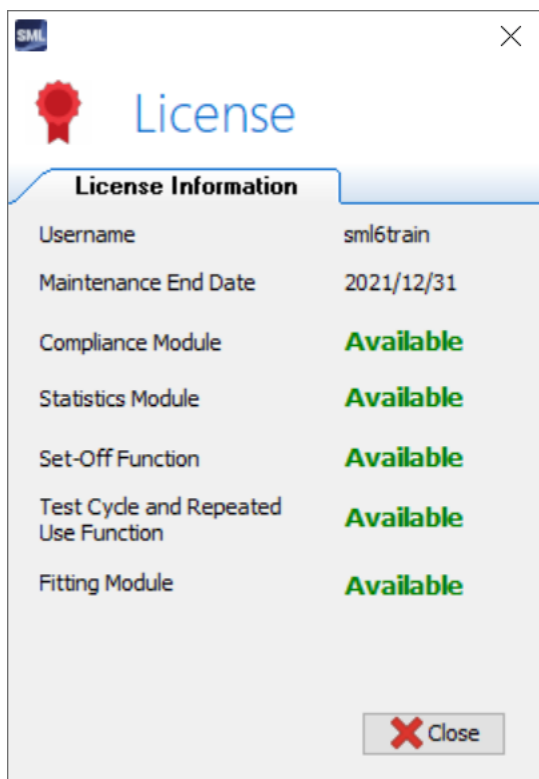 SML
License
License Information
Username sml6train
Maintenance End Date 2021/12/31
Compliance Module Available
Statistics Module Available
Set-Off Function Available
Test Cycle and Repeated
Use Function Available
Fitting Module Available
Close